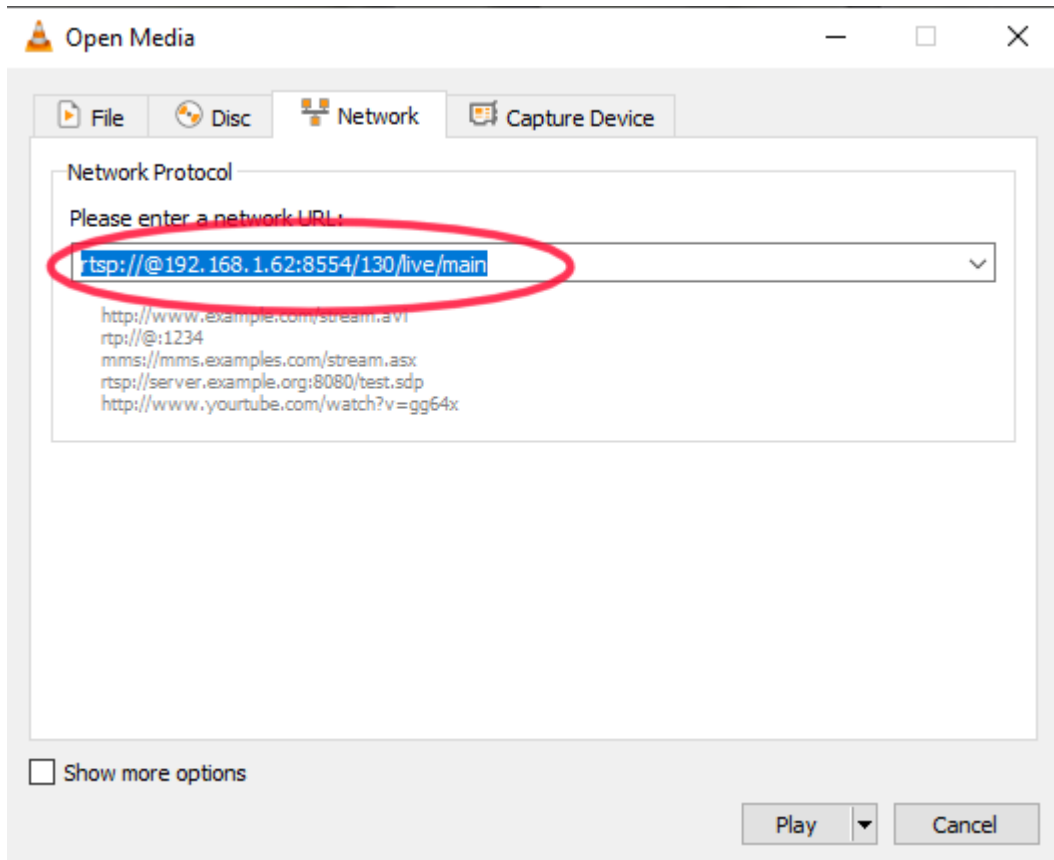 Open Media
File Disc Network Capture Device
Network Protocol
Please enter a network URL:
rtsp://@192.168.1.62:8554/130/live/main
http://www.example.com/stream.avi
rtp://@:1234
mms://mms.examples.com/stream.asx
rtsp://server.example.org:8080/test.sdp
http://www.yourtube.com/watch?v=gg64x
Show more options
Play Cancel